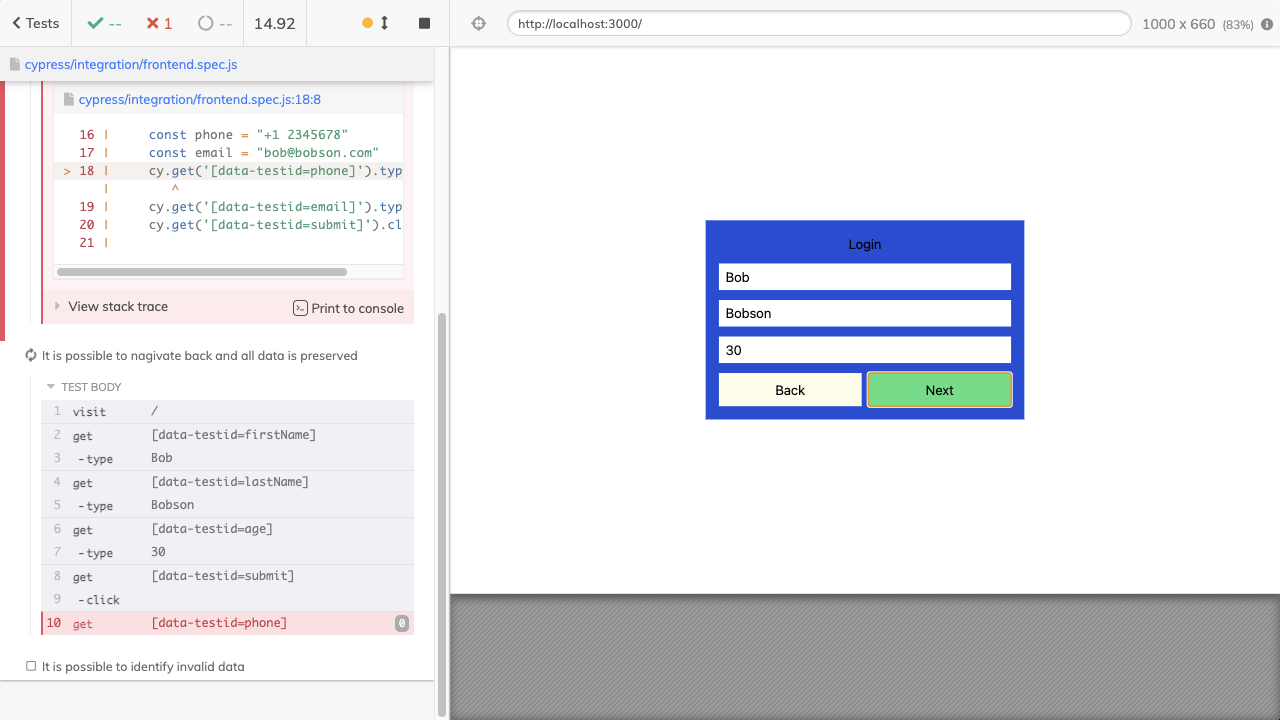 Tests
--
1
--
14.92
http://localhost:3000/
1000 x 660 (83%)
cypress/integration/frontend.spec.js
cypress/integration/frontend.spec.js:18:8
16 | const phone = "+1 2345678"
17 | const email = "bob@bobson.com"
> 18 | cy.get('[data-testid=phone]').typ
| ^
19 | cy.get('[data-testid=email]').typ
20 | cy.get('[data-testid=submit]').cl
21 |
View stack trace
Print to console
It is possible to nagivate back and all data is preserved
TEST BODY
1 visit /
2 get [data-testid=firstName]
3 -type Bob
4 get [data-testid=lastName]
5 -type Bobson
6 get [data-testid=age]
7 -type 30
8 get [data-testid=submit]
9 -click
10 get [data-testid=phone] 0
It is possible to identify invalid data
Login
Bob
Bobson
30
Back
Next